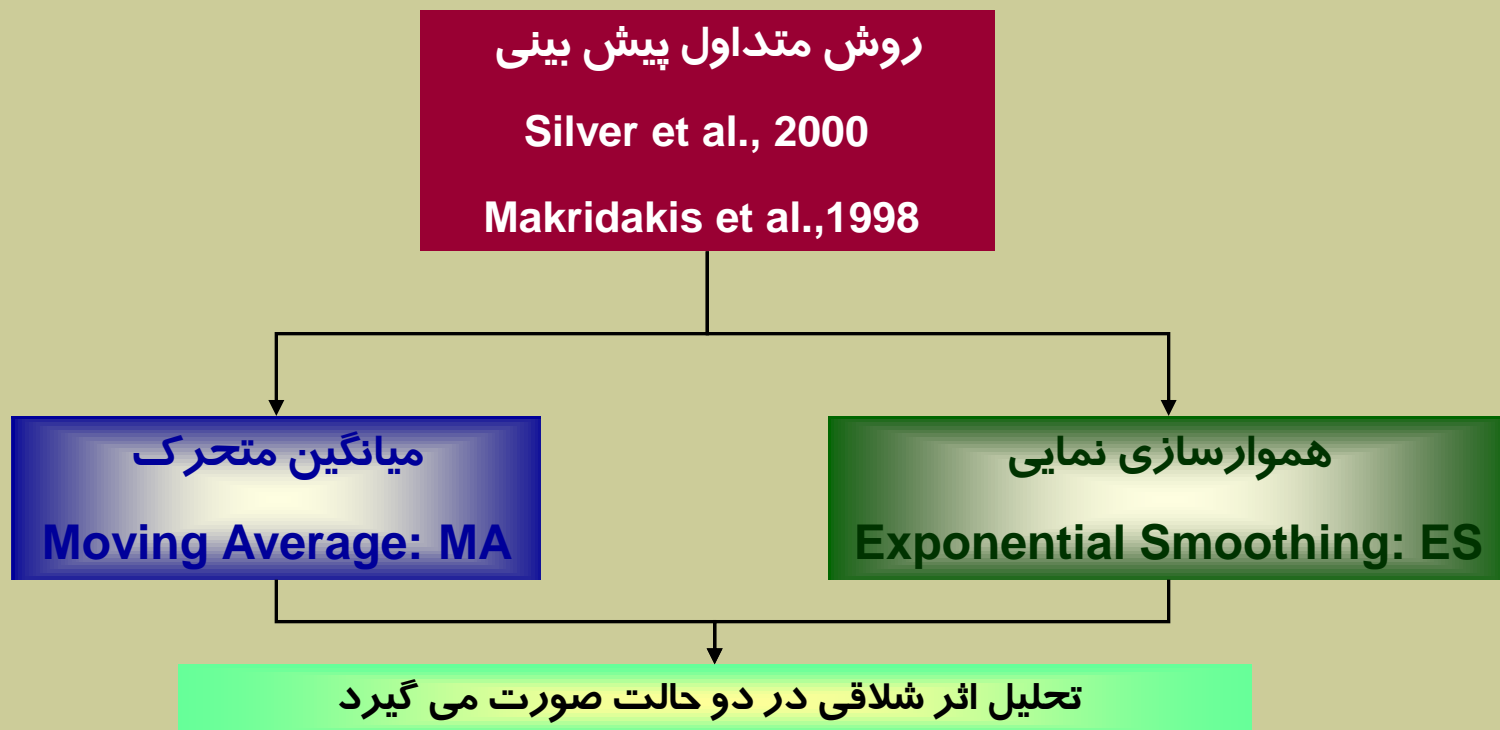 روش متداول پیش بینی
Silver et al., 2000
Makridakis et al.,1998
میانگین متحرک
Moving Average: MA
هموارسازی نمایی
Exponential Smoothing: ES
تحلیل اثر شلاقی در دو حالت صورت می گیرد